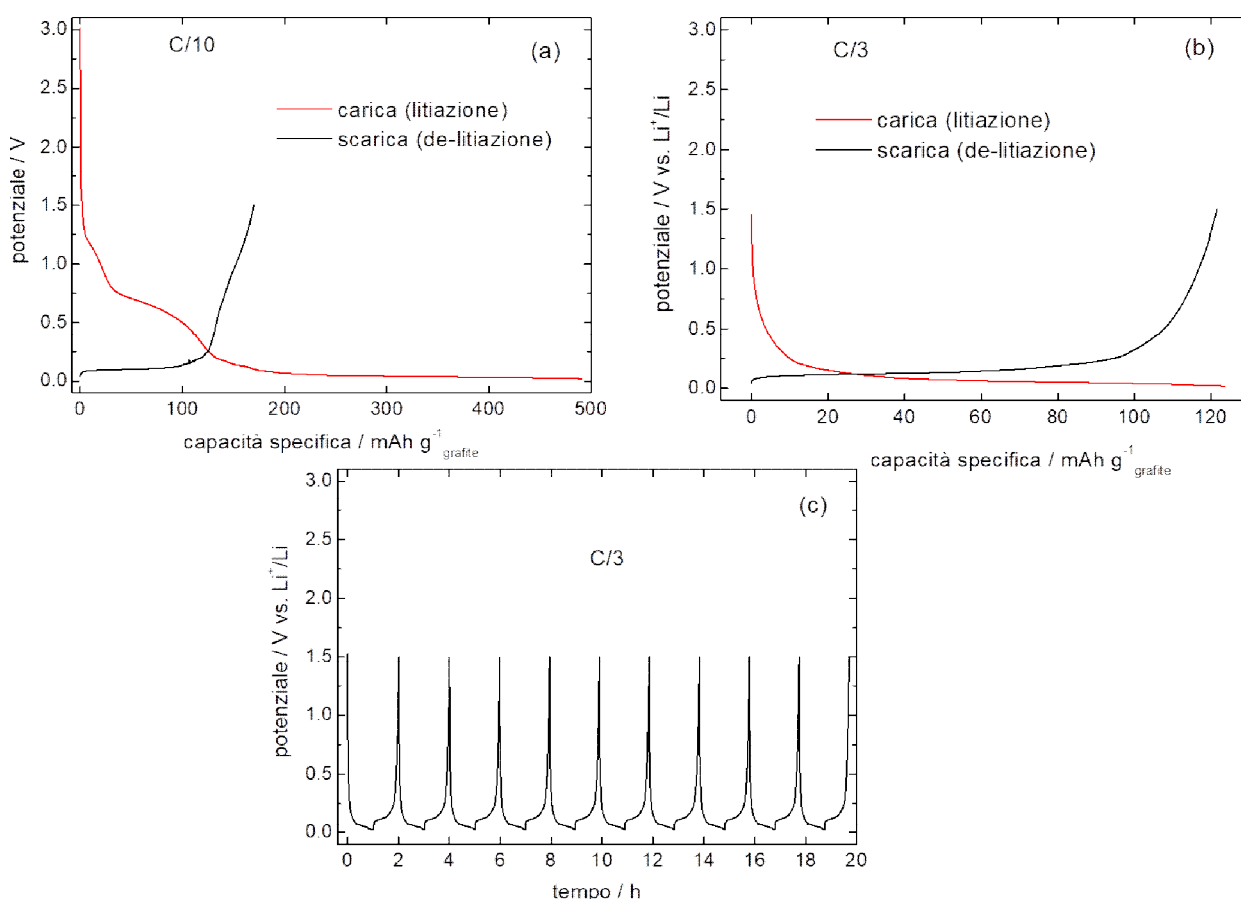 C/10
(a)
carica (litiazione)
scarica (de-litiazione)
potenziale / V
3.0
2.5
2.0
1.5
1.0
0.5
0.0
0 100 200 300 400 500
capacità specifica / mAh g⁻¹grafite
C/3
(b)
carica (litiazione)
scarica (de-litiazione)
potenziale / V vs. Li⁺/Li
3.0
2.5
2.0
1.5
1.0
0.5
0.0
0 20 40 60 80 100 120
capacità specifica / mAh g⁻¹grafite
(c)
C/3
potenziale / V vs. Li⁺/Li
3.0
2.5
2.0
1.5
1.0
0.5
0.0
0 2 4 6 8 10 12 14 16 18 20
tempo / h